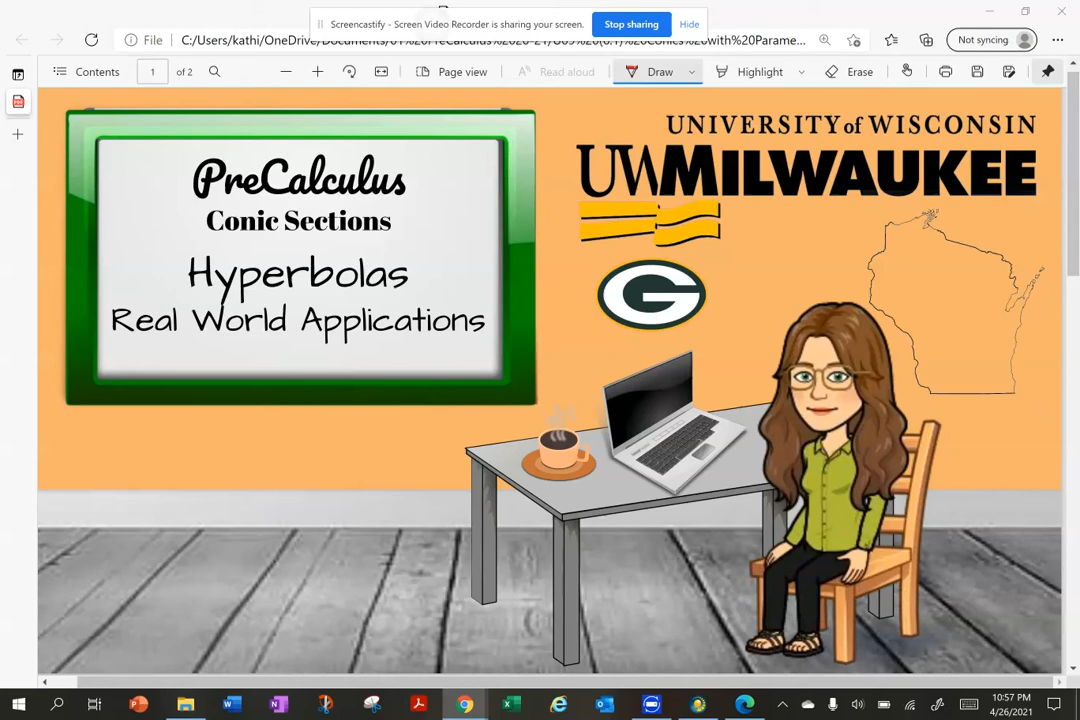 Screencastify - Screen Video Recorder is sharing your screen. Stop sharing Hide
File C:/Users/kathi/OneDrive/Documents/
Not syncing
Contents 1 of 2 Page view Read aloud Draw Highlight Erase
UNIVERSITY of WISCONSIN
UWMILWAUKEE
PreCalculus
Conic Sections
Hyperbolas
Real World Applications
G
10:57 PM
4/26/2021